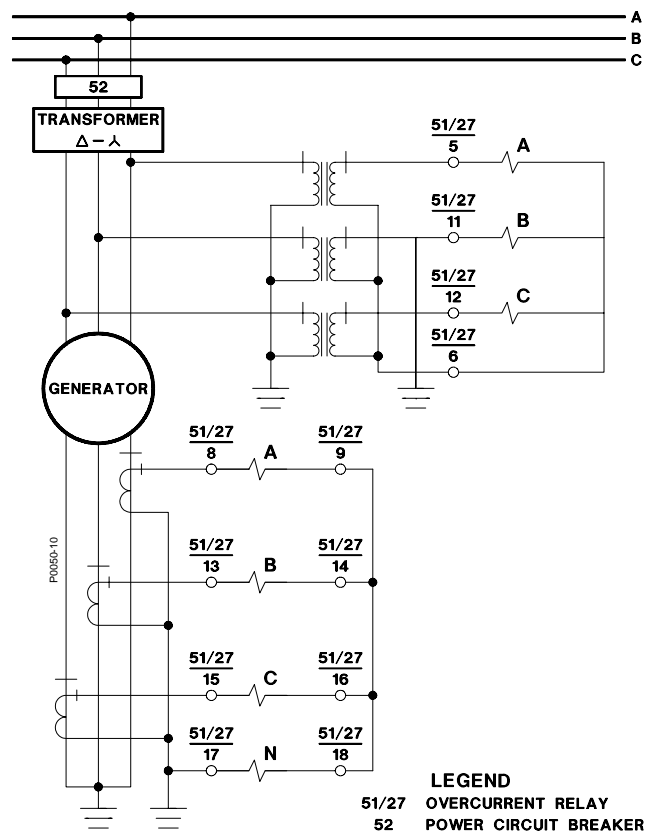 A
B
C
52
TRANSFORMER
Δ – ⅄
51/27
5
A
51/27
11
B
51/27
12
C
51/27
6
GENERATOR
51/27
8
A
51/27
9
P0050-10
51/27
13
B
51/27
14
51/27
15
C
51/27
16
51/27
17
N
51/27
18
LEGEND
51/27 OVERCURRENT RELAY
52 POWER CIRCUIT BREAKER